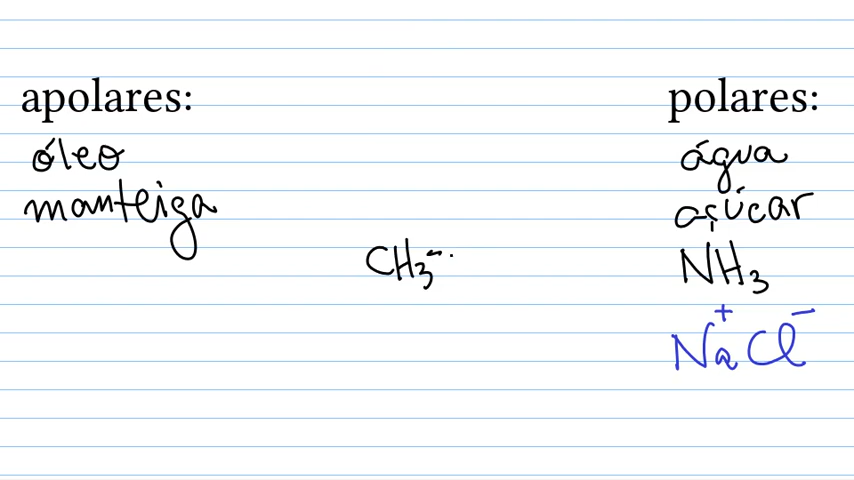 apolares:
óleo
manteiga
CH₃-
polares:
água
açúcar
NH₃
Na⁺Cl⁻